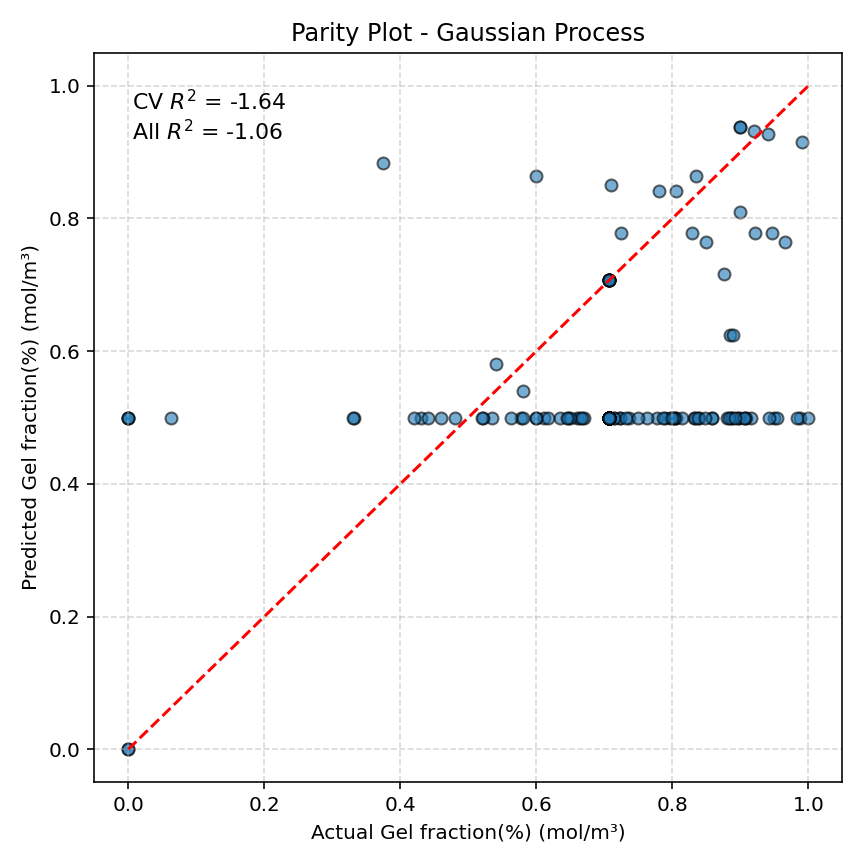 Parity Plot - Gaussian Process
CV R² = -1.64
All R² = -1.06
Predicted Gel fraction(%) (mol/m³)
1.0
0.8
0.6
0.4
0.2
0.0
0.0 0.2 0.4 0.6 0.8 1.0
Actual Gel fraction(%) (mol/m³)